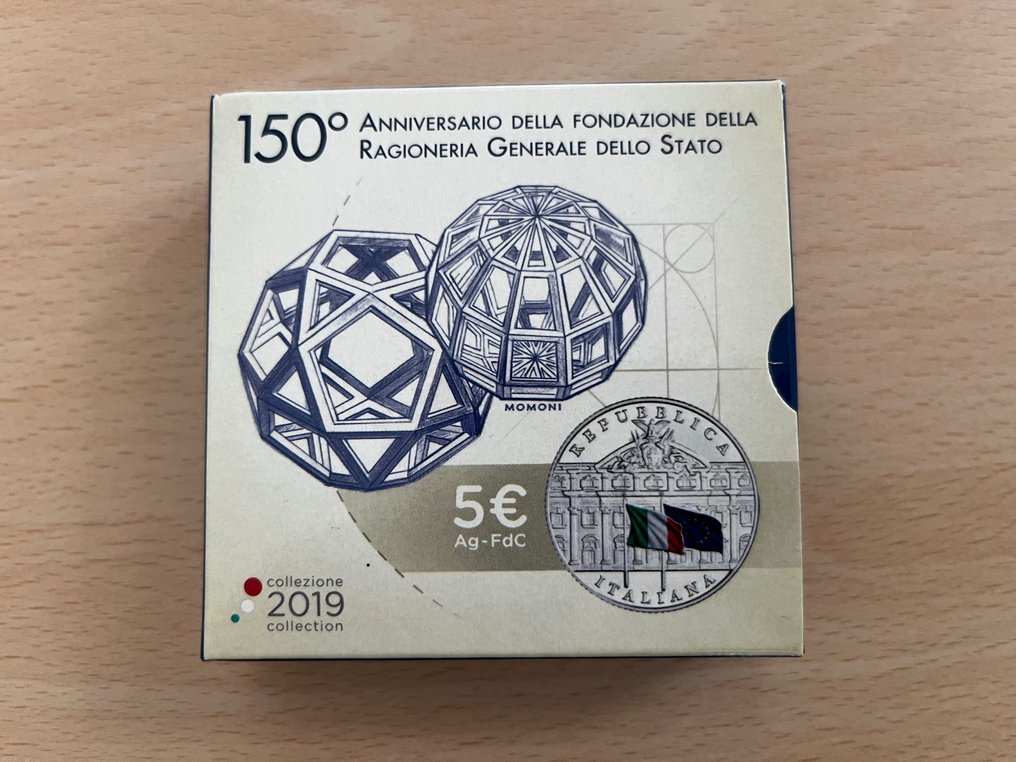 150° ANNIVERSARIO DELLA FONDAZIONE DELLA
RAGIONERIA GENERALE DELLO STATO
MOMONI
REPUBBLICA
ITALIANA
5€
Ag-FdC
collezione
2019
collection